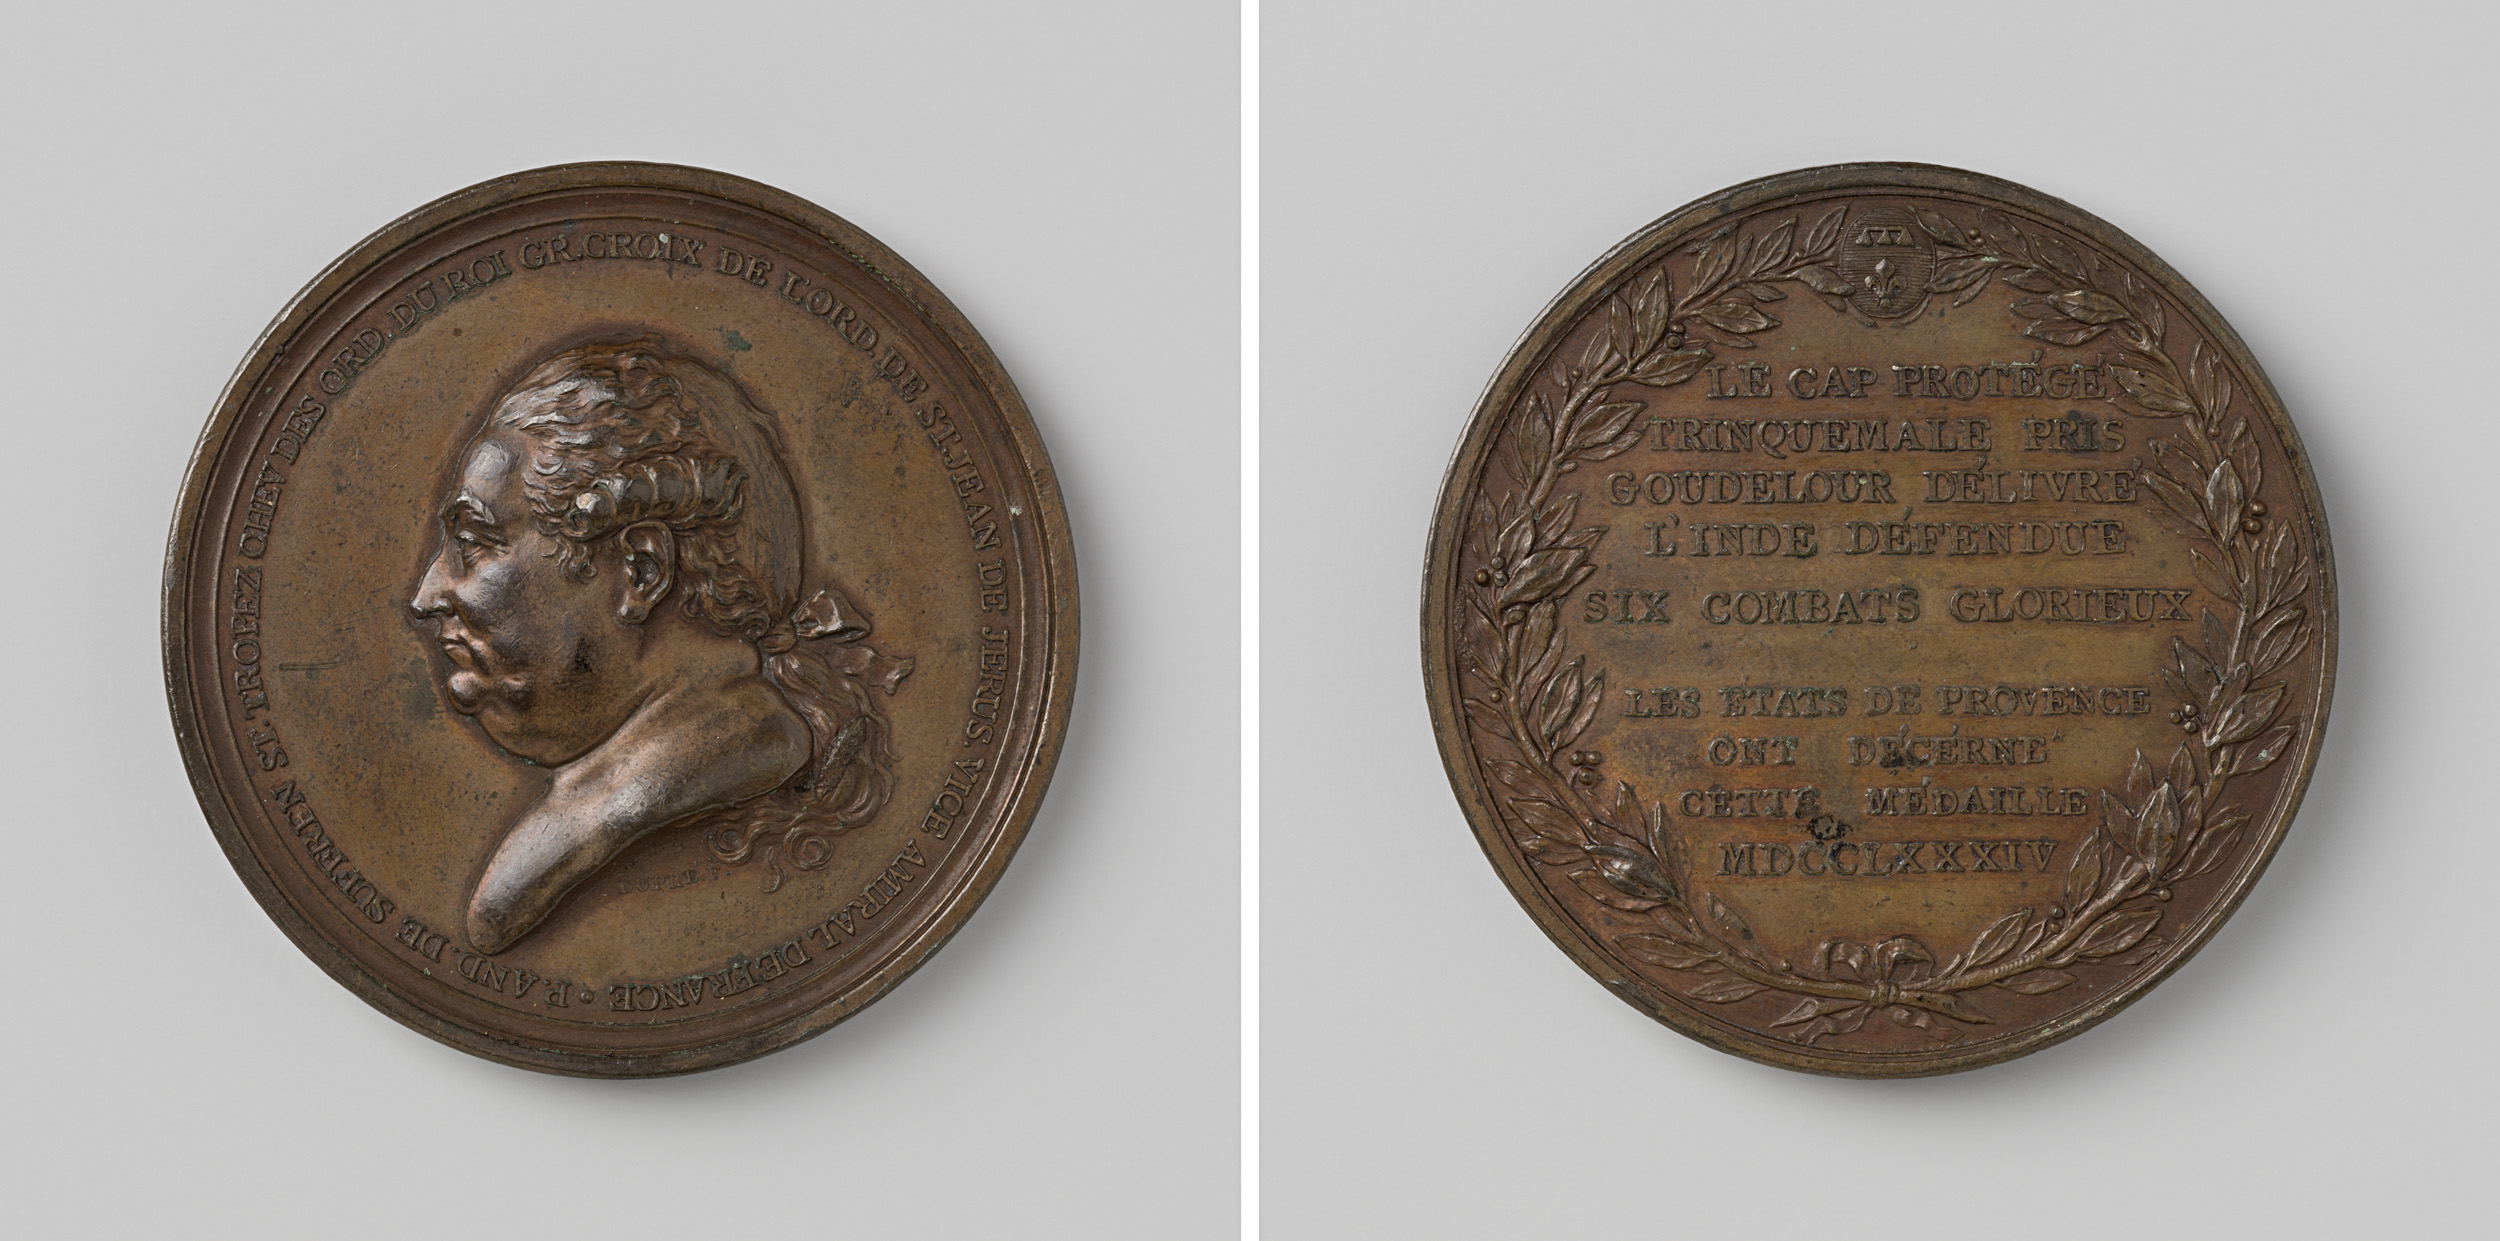 P. AND. DE SUFFREN ST. TROPEZ CHEV DES ORD. DU ROI GR. CROIX DE L'ORD. DE ST. JEAN DE JERUS. VICE AMIRAL DE FRANCE •
DUPRÉ. F.
LE CAP PROTÉGÉ
TRINQUEMALE PRIS
GOUDELOUR DÉLIVRÉ
L'INDE DÉFENDUE
SIX COMBATS GLORIEUX
LES ÉTATS DE PROVENCE
ONT DÉCERNÉ
CETTE MÉDAILLE
MDCCLXXXIV